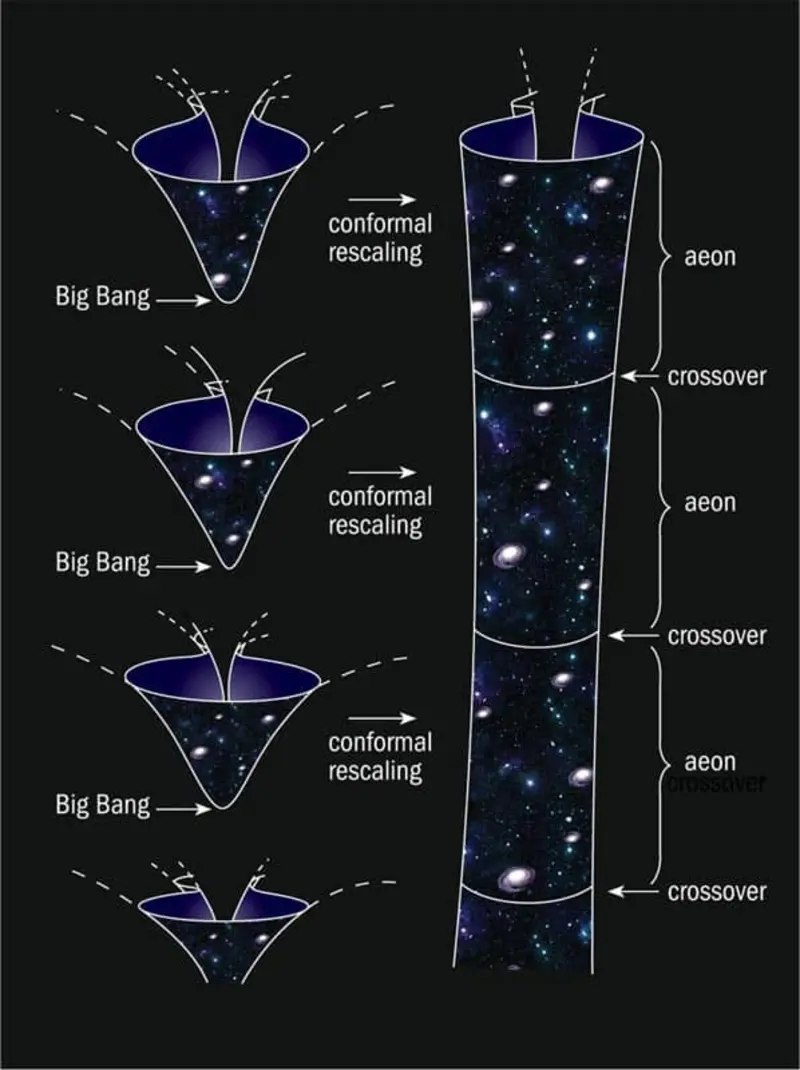 conformal
rescaling
aeon
Big Bang
crossover
conformal
rescaling
aeon
Big Bang
crossover
conformal
rescaling
aeon
crossover
Big Bang
crossover